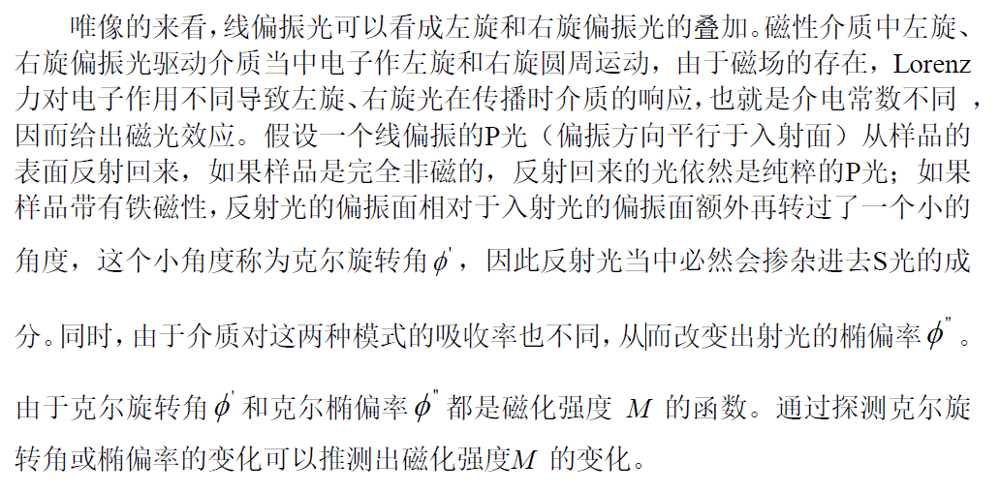 唯像的来看，线偏振光可以看成左旋和右旋偏振光的叠加。磁性介质中左旋、
右旋偏振光驱动介质当中电子作左旋和右旋圆周运动，由于磁场的存在，Lorenz
力对电子作用不同导致左旋、右旋光在传播时介质的响应，也就是介电常数不同 ，
因而给出磁光效应。假设一个线偏振的P光（偏振方向平行于入射面）从样品的
表面反射回来，如果样品是完全非磁的，反射回来的光依然是纯粹的P光；如果
样品带有铁磁性，反射光的偏振面相对于入射光的偏振面额外再转过了一个小的
角度，这个小角度称为克尔旋转角ϕ'，因此反射光当中必然会掺杂进去S光的成
分。同时，由于介质对这两种模式的吸收率也不同，从而改变出射光的椭偏率ϕ"。
由于克尔旋转角ϕ'和克尔椭偏率ϕ"都是磁化强度 M 的函数。通过探测克尔旋
转角或椭偏率的变化可以推测出磁化强度M 的变化。